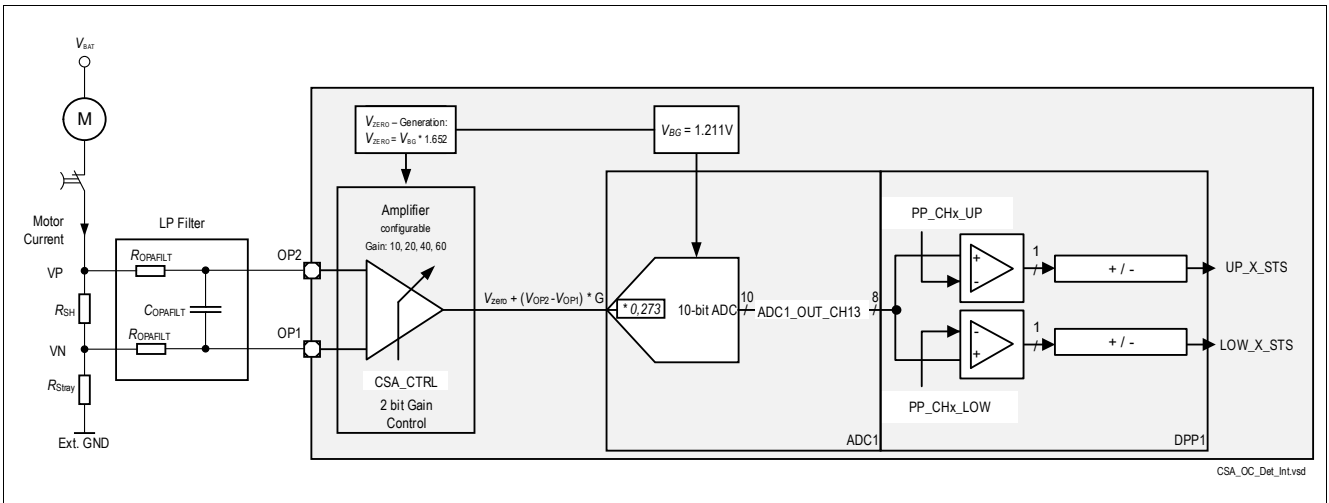 VBAT
M
Motor
Current
VP
RSH
VN
RStray
Ext. GND
LP Filter
ROPAFILT
COPAFILT
ROPAFILT
OP2
OP1
VZERO – Generation:
VZERO = VBG * 1.652
VBG = 1.211V
Amplifier
configurable
Gain: 10, 20, 40, 60
CSA_CTRL
2 bit Gain
Control
Vzero + (VOP2 -VOP1) * G
* 0,273
10-bit ADC
10
ADC1_OUT_CH13
8
ADC1
PP_CHx_UP
+
-
1
+ / -
UP_X_STS
-
+
1
+ / -
LOW_X_STS
PP_CHx_LOW
DPP1
CSA_OC_Det_Int.vsd